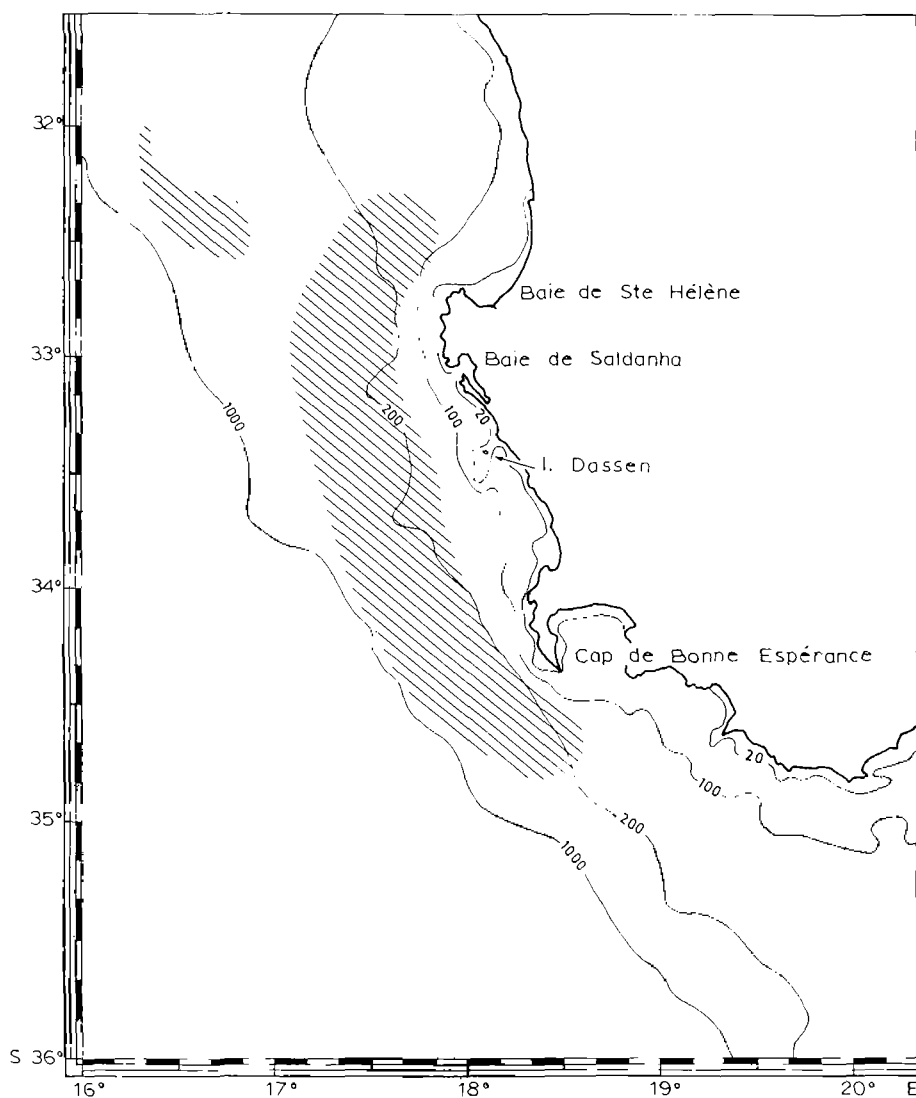 32°
Baie de Ste Hélène
33°
Baie de Saldanha
1000
200
100
20
I. Dassen
34°
Cap de Bonne Espérance
20
100
35°
200
1000
S 36°
16° 17° 18° 19° 20° E